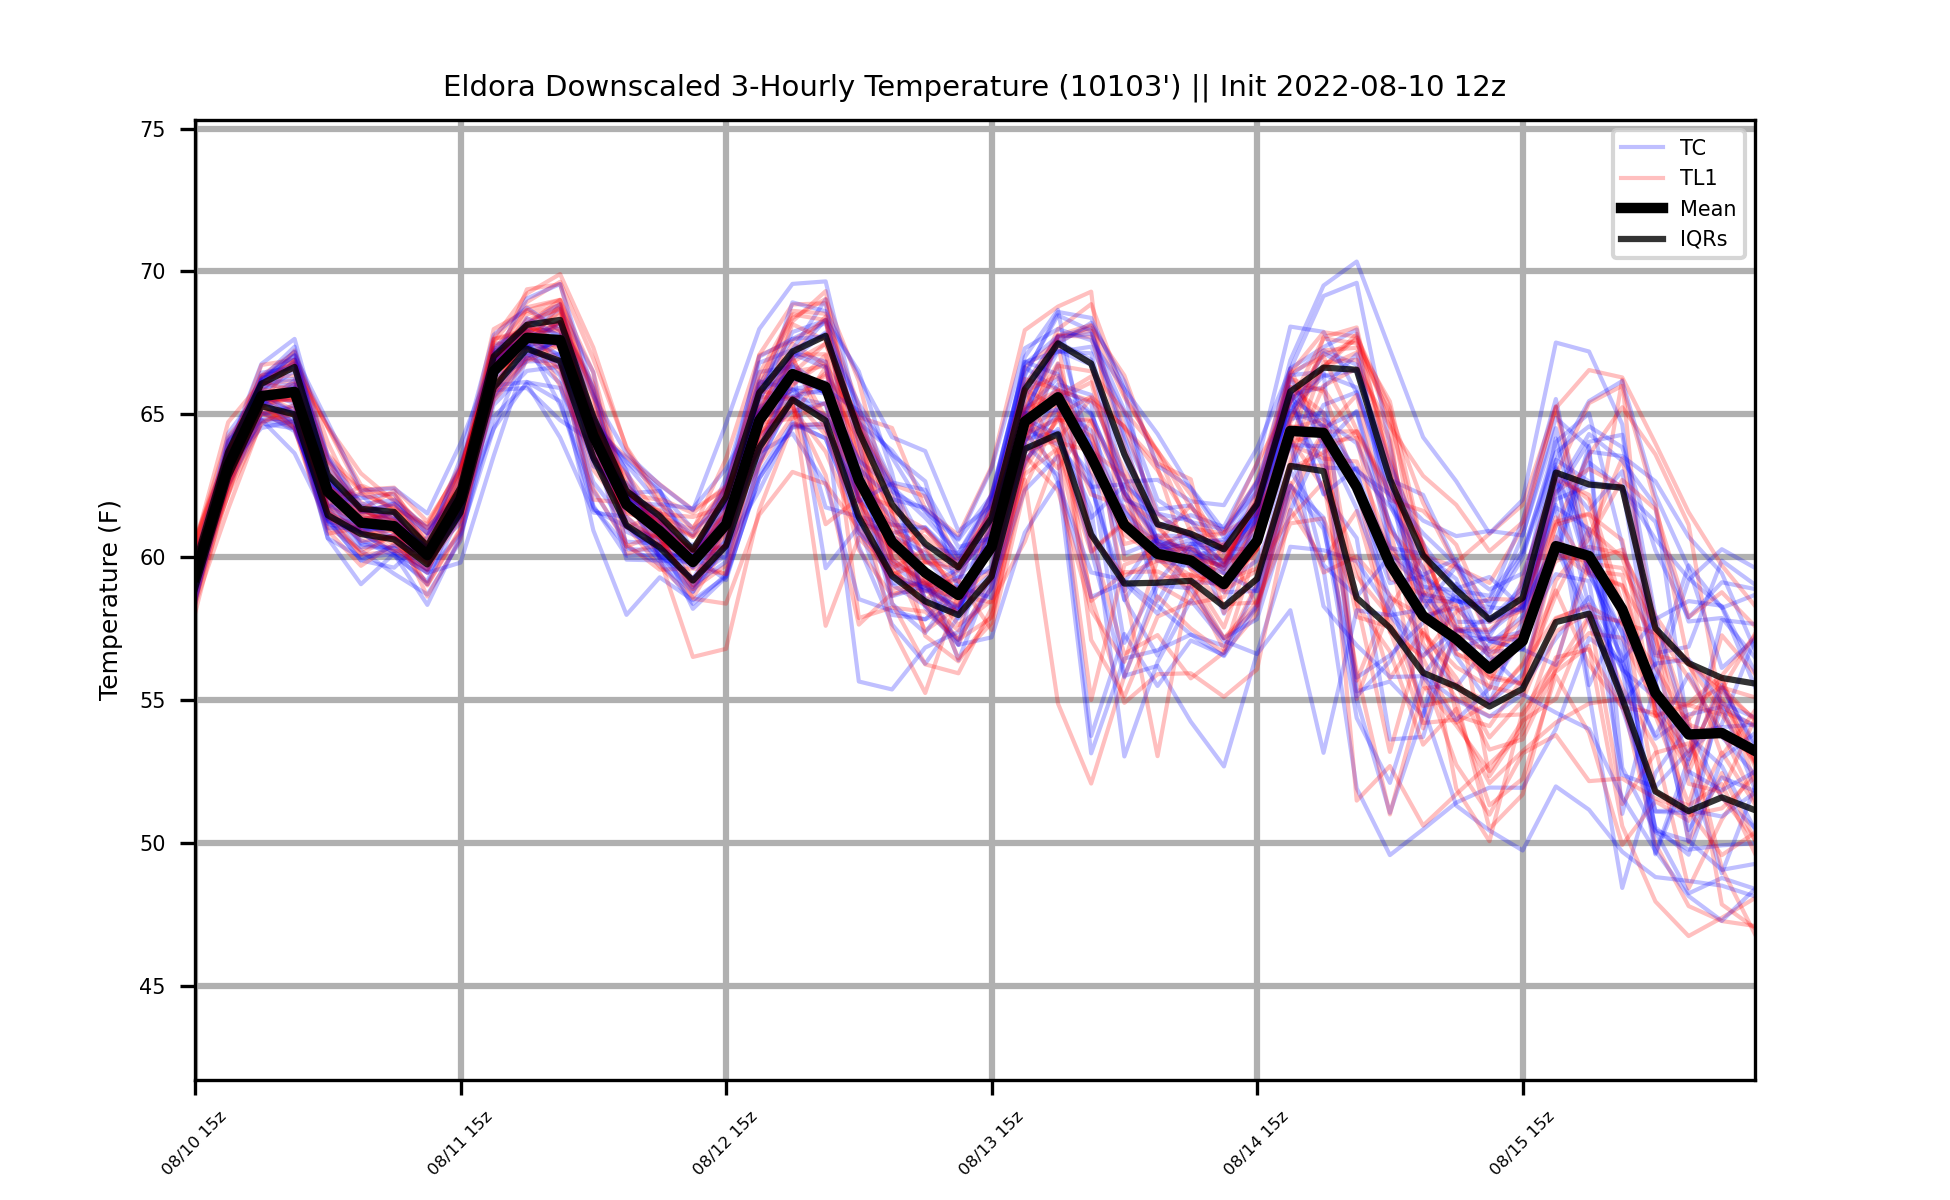 Eldora Downscaled 3-Hourly Temperature (10103') || Init 2022-08-10 12z
75
70
65
60
55
50
45
Temperature (F)
TC
TL1
Mean
IQRs
08/10 15z
08/11 15z
08/12 15z
08/13 15z
08/14 15z
08/15 15z